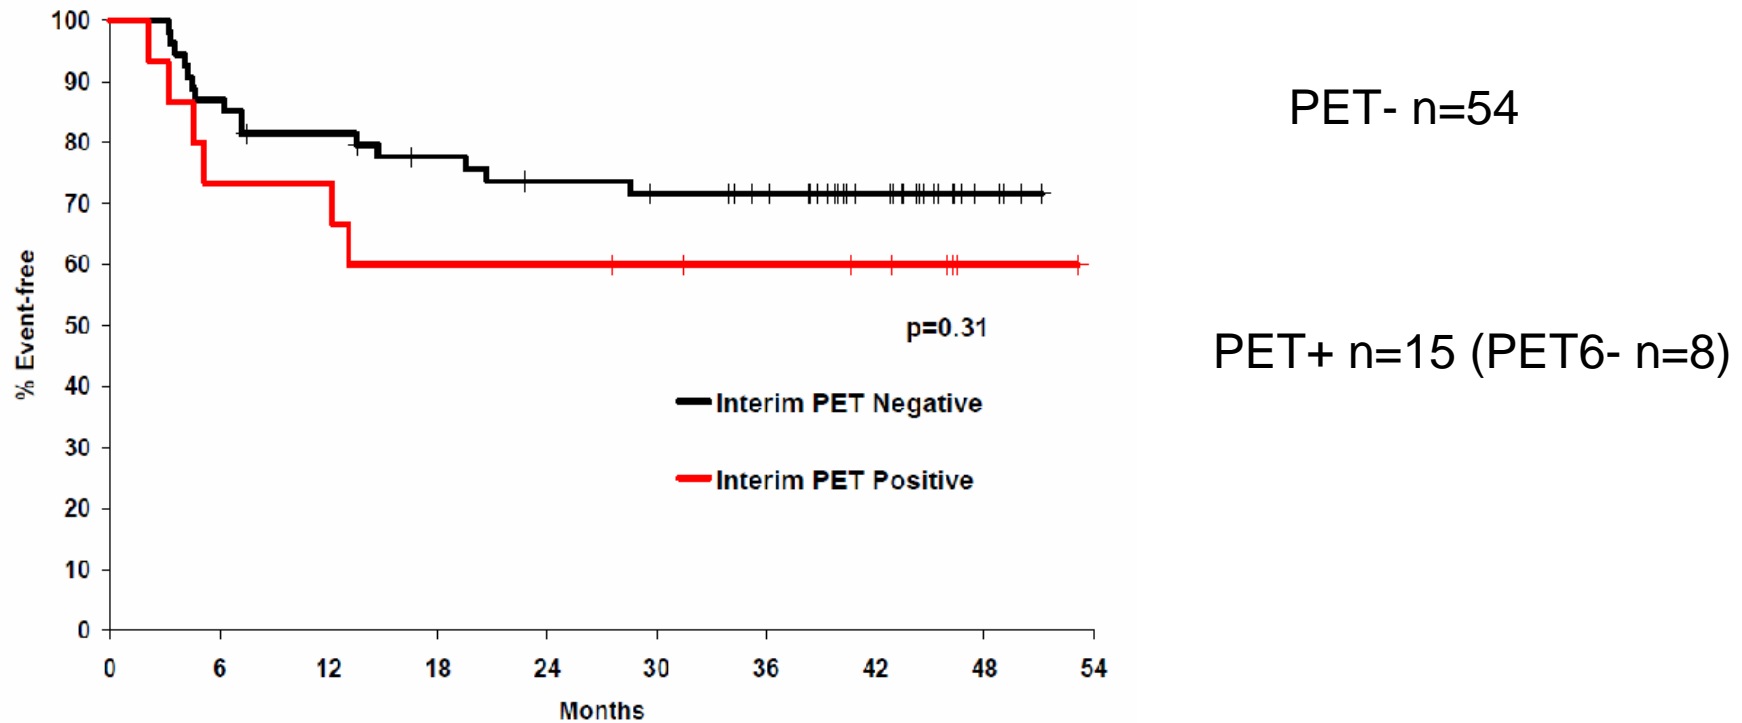 100
90
80
70
60
50
40
30
20
10
0
% Event-free
0 6 12 18 24 30 36 42 48 54
Months
p=0.31
Interim PET Negative
Interim PET Positive
PET- n=54
PET+ n=15 (PET6- n=8)